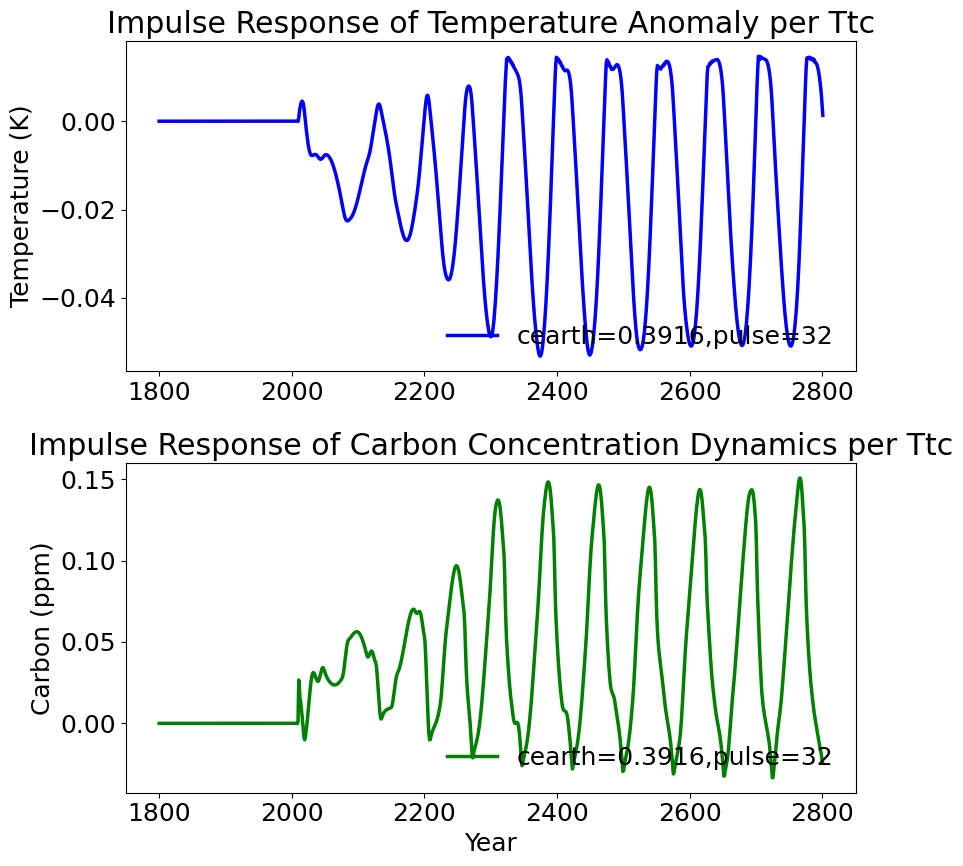 Impulse Response of Temperature Anomaly per Ttc
Temperature (K)
0.00
−0.02
−0.04
cearth=0.3916,pulse=32
1800 2000 2200 2400 2600 2800
Impulse Response of Carbon Concentration Dynamics per Ttc
Carbon (ppm)
0.15
0.10
0.05
0.00
cearth=0.3916,pulse=32
1800 2000 2200 2400 2600 2800
Year